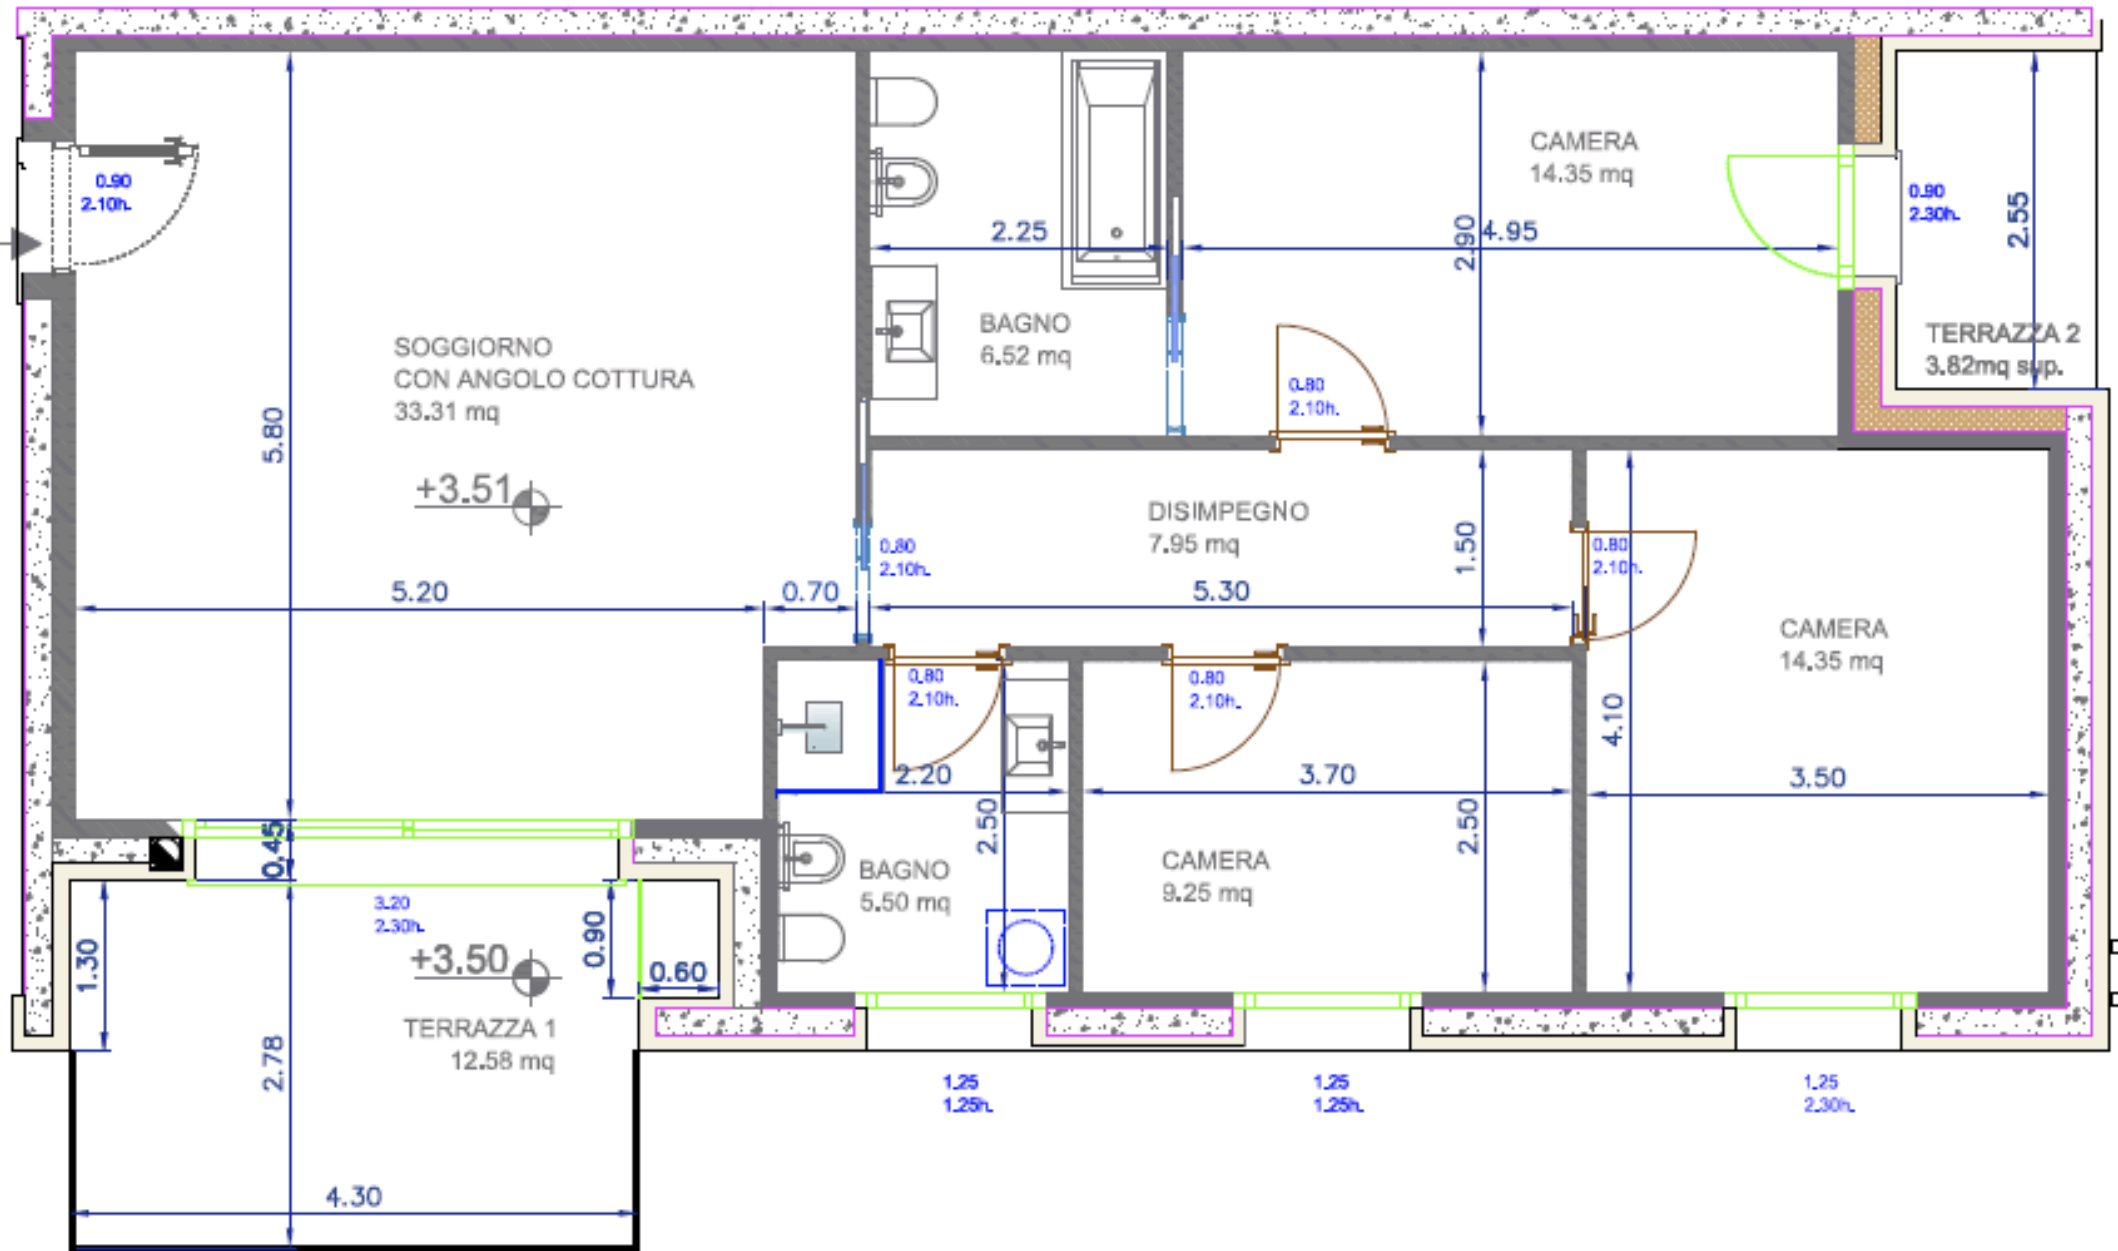 0.90
2.10h.
SOGGIORNO
CON ANGOLO COTTURA
33.31 mq
+3.51
5.80
5.20
0.70
2.25
BAGNO
6.52 mq
CAMERA
14.35 mq
2.90
4.95
0.90
2.30h.
2.55
TERRAZZA 2
3.82mq sup.
0.80
2.10h.
DISIMPEGNO
7.95 mq
0.80
2.10h.
5.30
1.50
0.80
2.10h.
CAMERA
14.35 mq
4.10
3.50
0.80
2.10h.
2.20
2.50
BAGNO
5.50 mq
0.80
2.10h.
3.70
2.50
CAMERA
9.25 mq
0.45
3.20
2.30h.
+3.50
1.30
0.90
0.60
TERRAZZA 1
12.58 mq
2.78
4.30
1.25
1.25h.
1.25
1.25h.
1.25
2.30h.